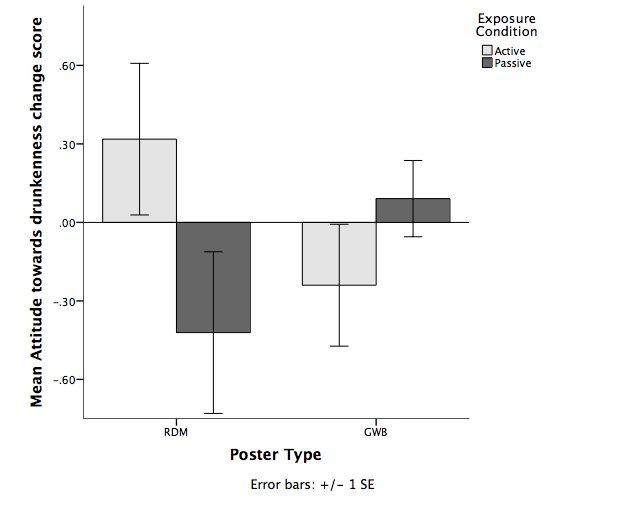 Mean Attitude towards drunkenness change score
.60
.30
.00
-.30
-.60
RDM
GWB
Poster Type
Error bars: +/- 1 SE
Exposure
Condition
Active
Passive